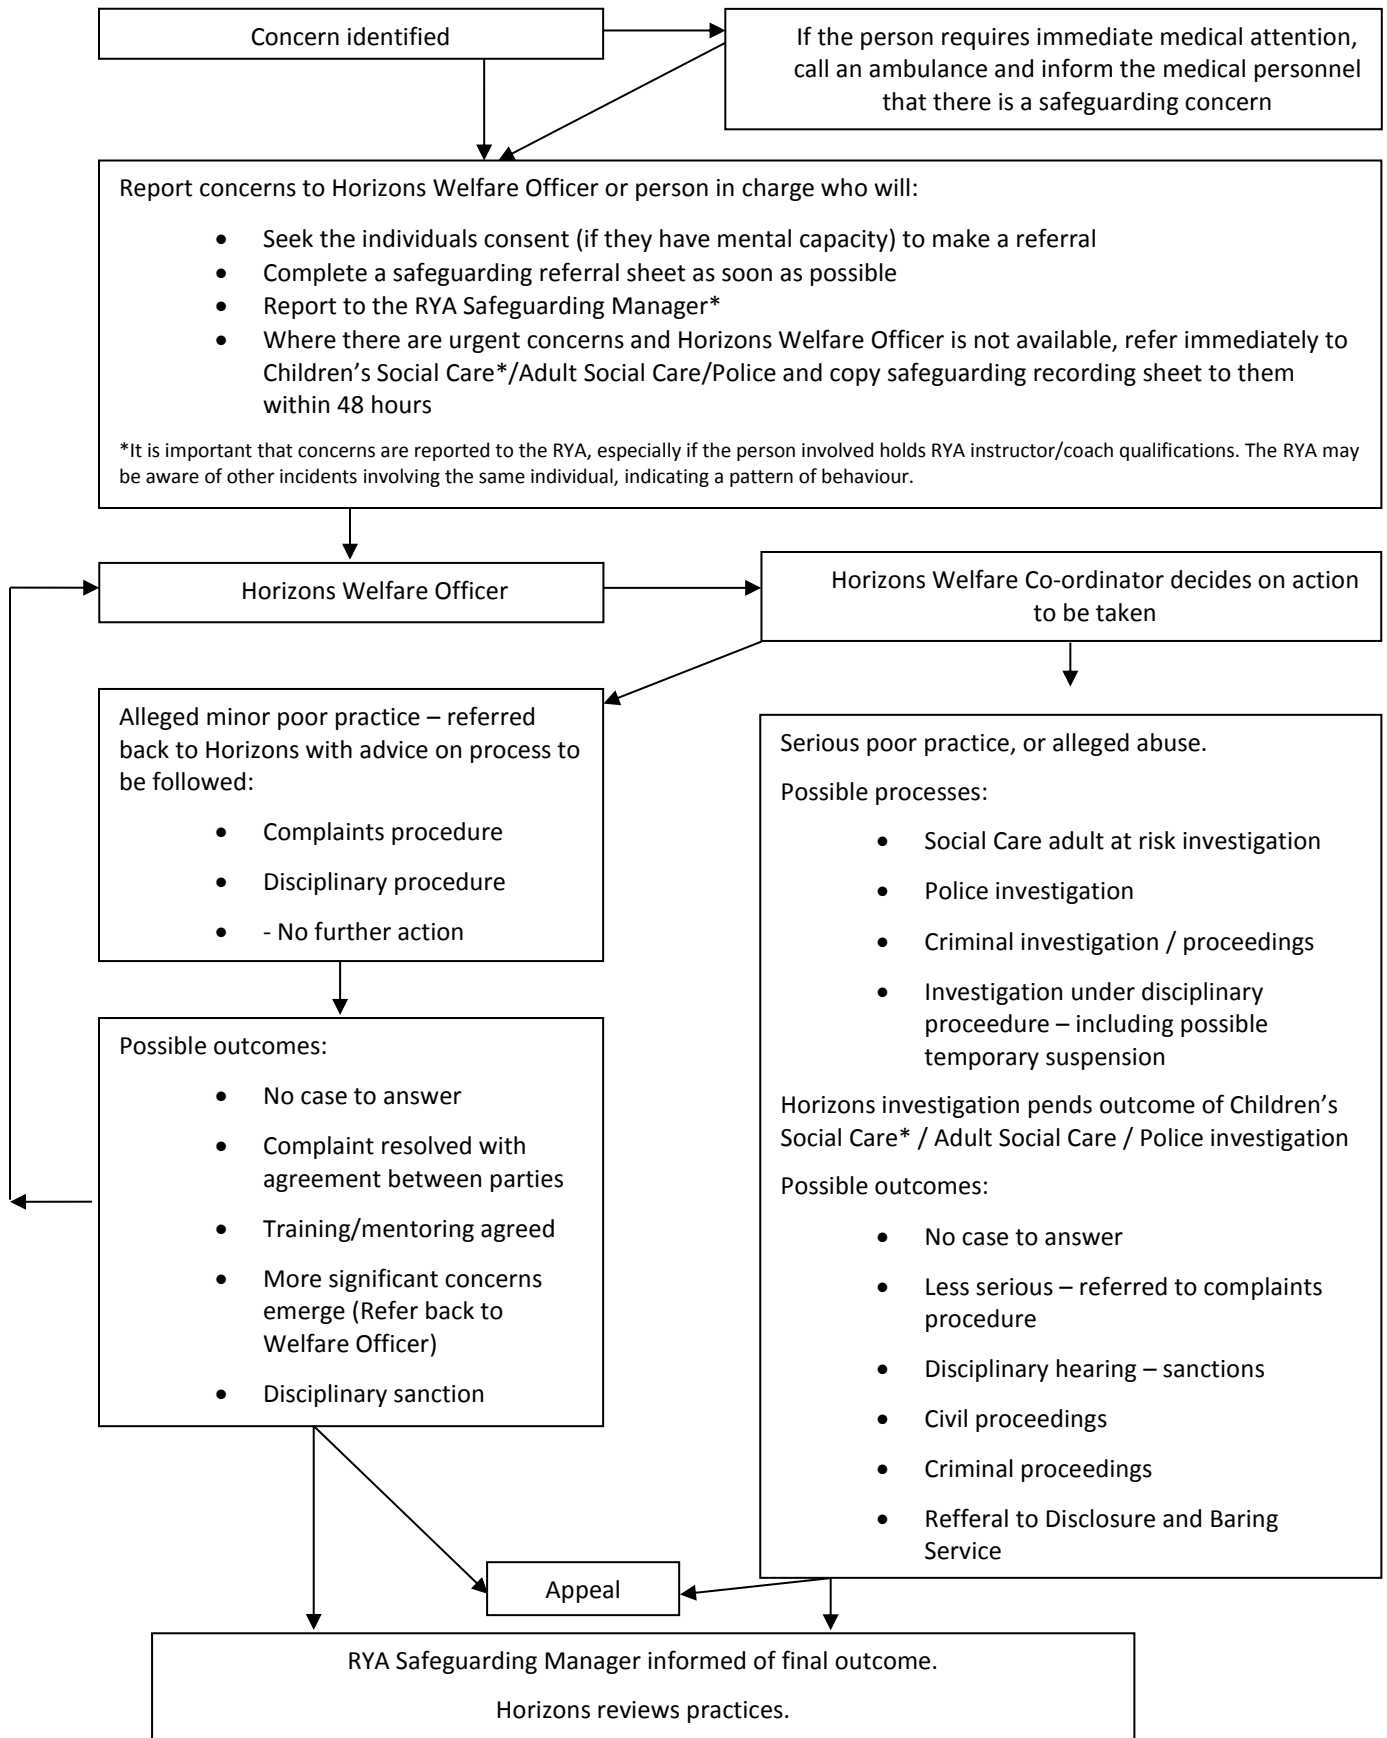 Concern identified
If the person requires immediate medical attention,
call an ambulance and inform the medical personnel
that there is a safeguarding concern
Report concerns to Horizons Welfare Officer or person in charge who will:
• Seek the individuals consent (if they have mental capacity) to make a referral
• Complete a safeguarding referral sheet as soon as possible
• Report to the RYA Safeguarding Manager*
• Where there are urgent concerns and Horizons Welfare Officer is not available, refer immediately to
Children’s Social Care*/Adult Social Care/Police and copy safeguarding recording sheet to them
within 48 hours
*It is important that concerns are reported to the RYA, especially if the person involved holds RYA instructor/coach qualifications. The RYA may
be aware of other incidents involving the same individual, indicating a pattern of behaviour.
Horizons Welfare Officer
Horizons Welfare Co-ordinator decides on action
to be taken
Alleged minor poor practice – referred
back to Horizons with advice on process to
be followed:
• Complaints procedure
• Disciplinary procedure
• - No further action
Possible outcomes:
• No case to answer
• Complaint resolved with
agreement between parties
• Training/mentoring agreed
• More significant concerns
emerge (Refer back to
Welfare Officer)
• Disciplinary sanction
Serious poor practice, or alleged abuse.
Possible processes:
• Social Care adult at risk investigation
• Police investigation
• Criminal investigation / proceedings
• Investigation under disciplinary
proceedure – including possible
temporary suspension
Horizons investigation pends outcome of Children’s
Social Care* / Adult Social Care / Police investigation
Possible outcomes:
• No case to answer
• Less serious – referred to complaints
procedure
• Disciplinary hearing – sanctions
• Civil proceedings
• Criminal proceedings
• Refferal to Disclosure and Baring
Service
Appeal
RYA Safeguarding Manager informed of final outcome.
Horizons reviews practices.